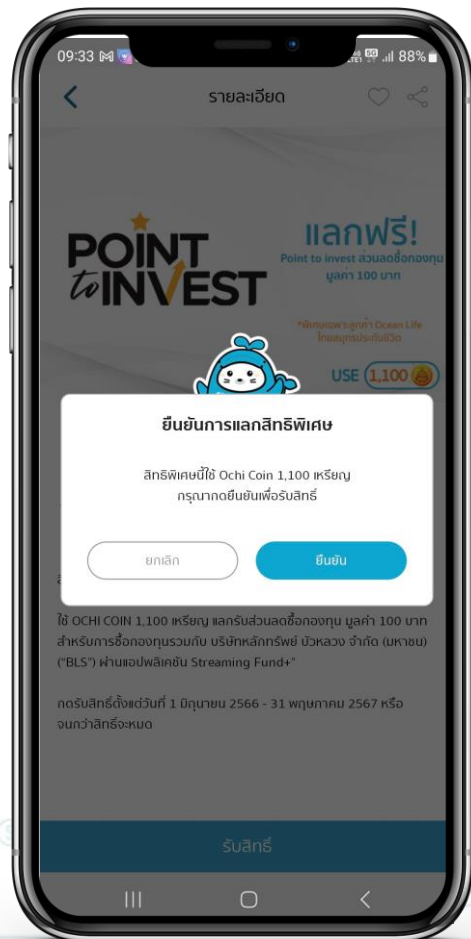 09:33
5G
88%
รายละเอียด
POINT
to INVEST
แลกฟรี!
Point to invest ส่วนลดซื้อกองทุน
มูลค่า 100 บาท
*พิเศษเฉพาะลูกค้า Ocean Life
ไทยสมุทรประกันชีวิต
USE 1,100
ยืนยันการแลกสิทธิพิเศษ
สิทธิพิเศษนี้ใช้ Ochi Coin 1,100 เหรียญ
กรุณากดยืนยันเพื่อรับสิทธิ์
ยกเลิก
ยืนยัน
ใช้ OCHI COIN 1,100 เหรียญ แลกรับส่วนลดซื้อกองทุน มูลค่า 100 บาท
สำหรับการซื้อกองทุนรวมกับ บริษัทหลักทรัพย์ บัวหลวง จำกัด (มหาชน)
("BLS") ผ่านแอปพลิเคชัน Streaming Fund+"
กดรับสิทธิ์ตั้งแต่วันที่ 1 มิถุนายน 2566 - 31 พฤษภาคม 2567 หรือ
จนกว่าสิทธิ์จะหมด
รับสิทธิ์